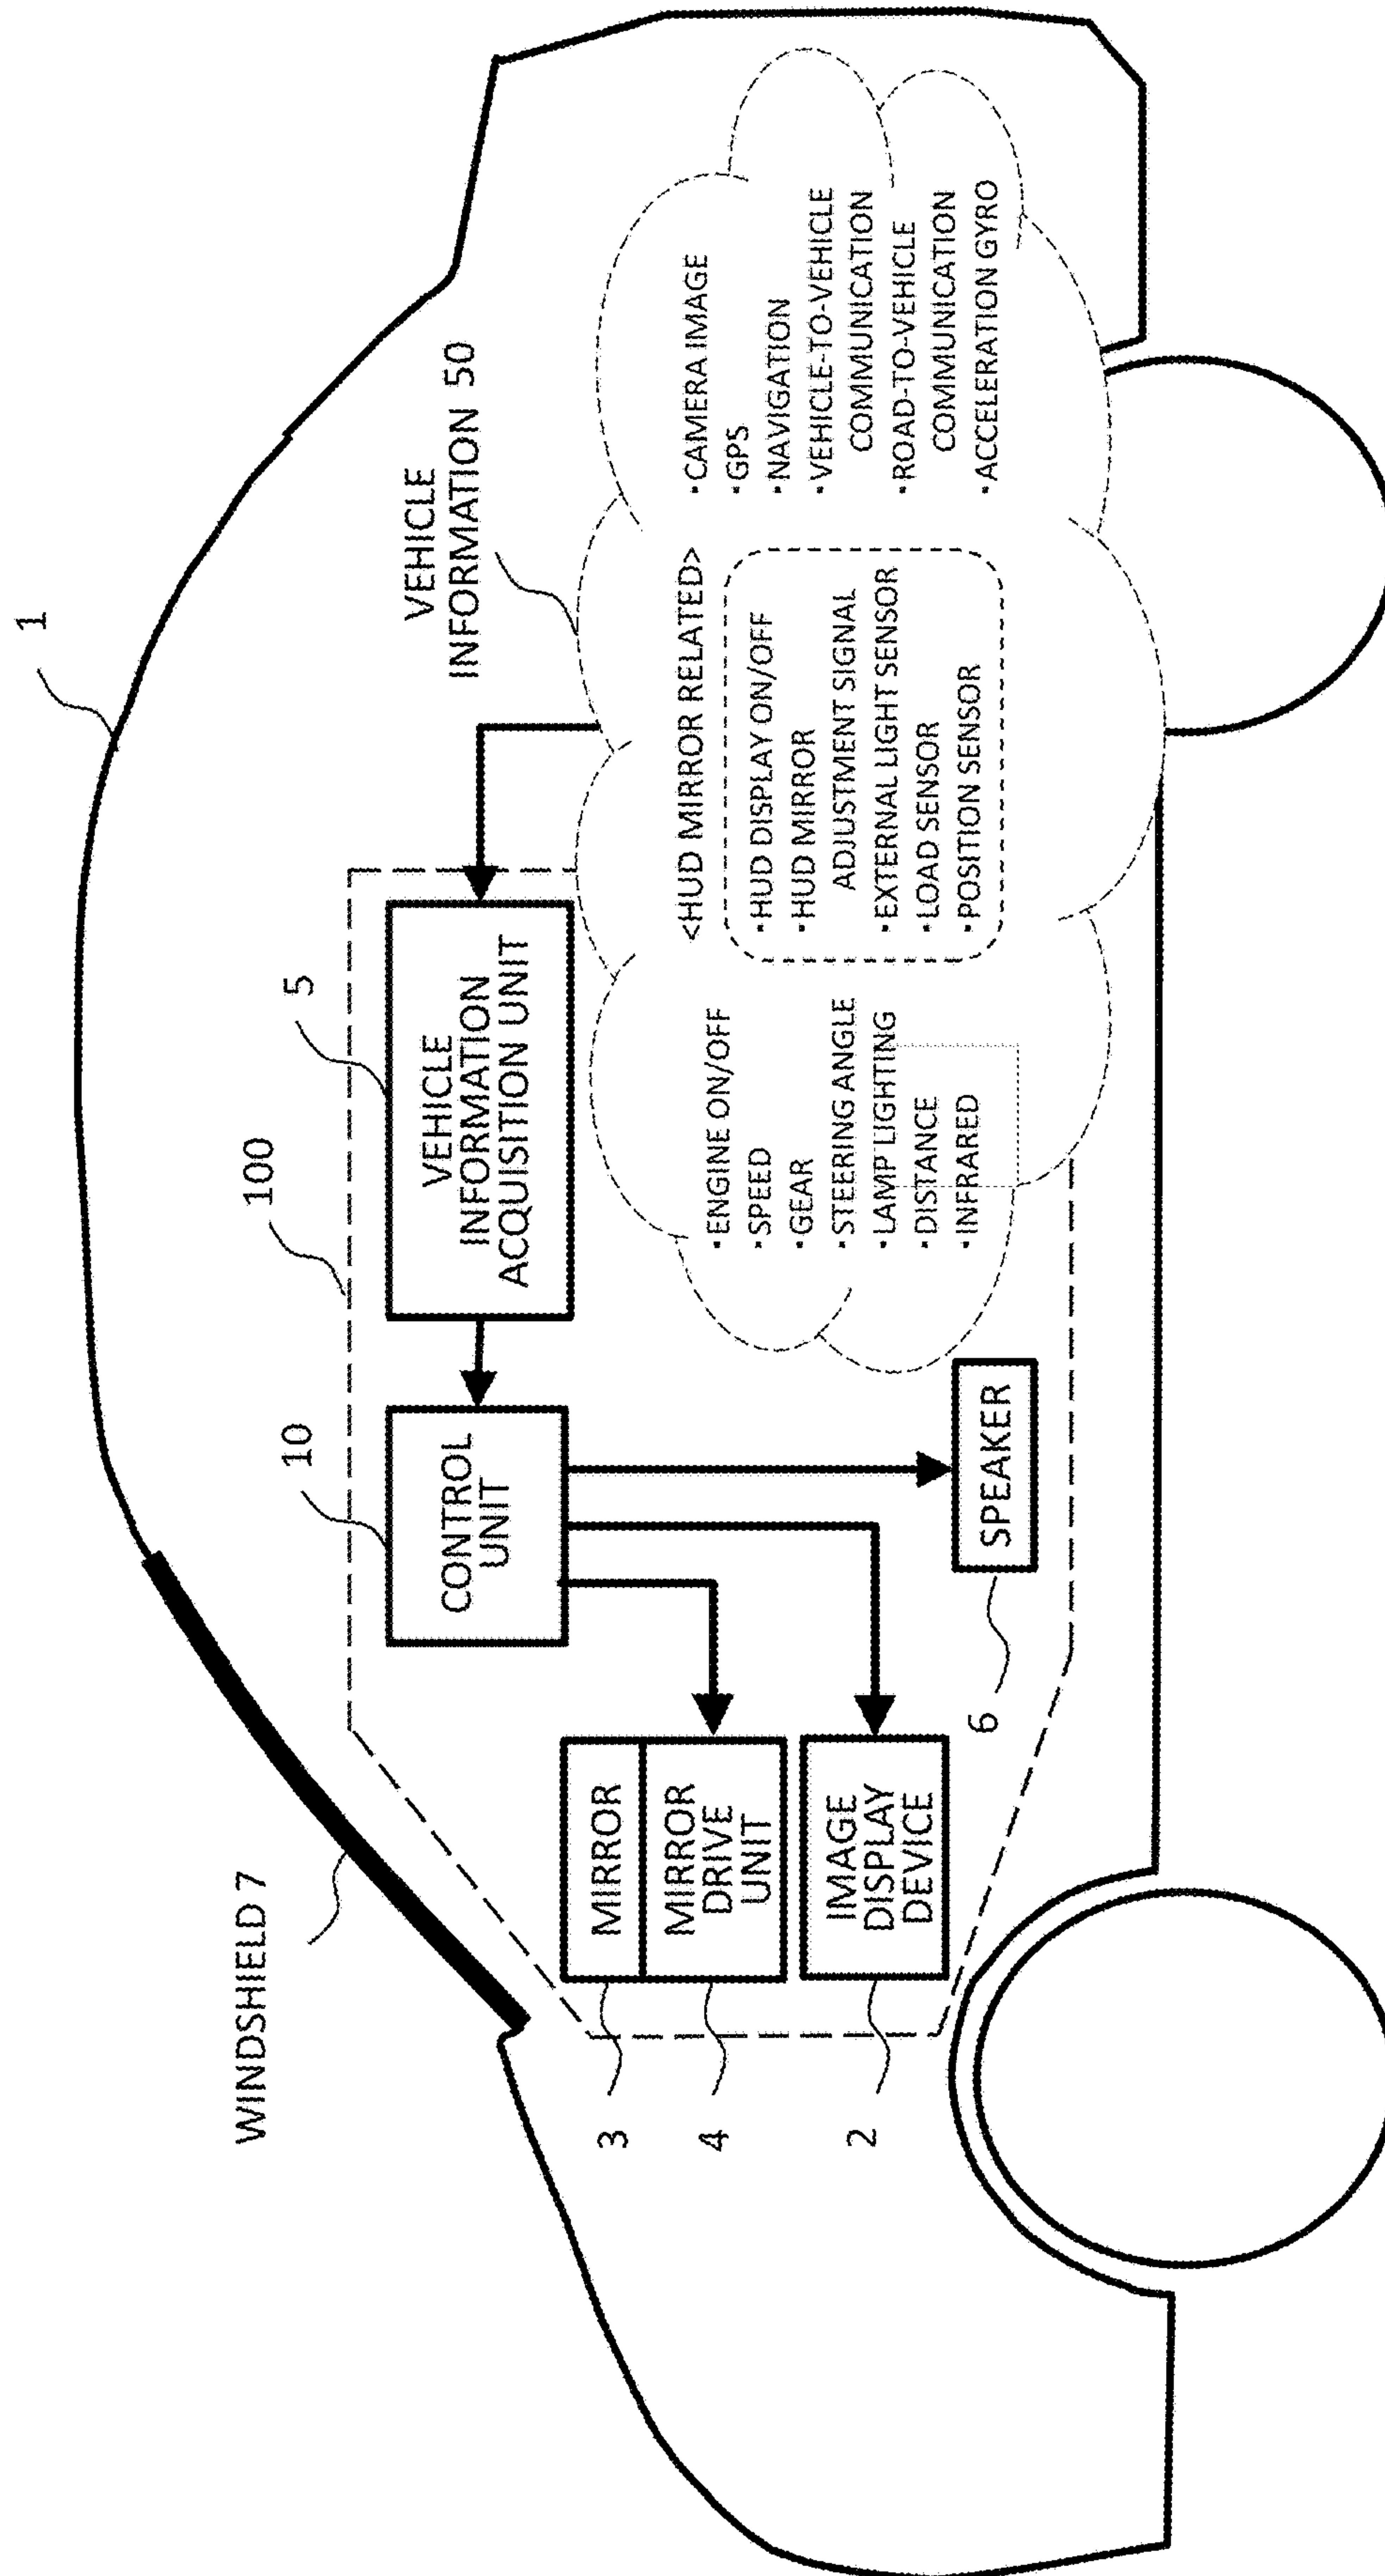 1
WINDSHIELD 7
100
10
5
VEHICLE
INFORMATION 50
CONTROL
UNIT
VEHICLE
INFORMATION
ACQUISITION UNIT
3
MIRROR
4
MIRROR
DRIVE
UNIT
2
IMAGE
DISPLAY
DEVICE
6
SPEAKER
・ENGINE ON/OFF
・SPEED
・GEAR
・STEERING ANGLE
・LAMP LIGHTING
・DISTANCE
・INFRARED
<HUD MIRROR RELATED>
・HUD DISPLAY ON/OFF
・HUD MIRROR
ADJUSTMENT SIGNAL
・EXTERNAL LIGHT SENSOR
・LOAD SENSOR
・POSITION SENSOR
・CAMERA IMAGE
・GPS
・NAVIGATION
・VEHICLE-TO-VEHICLE
COMMUNICATION
・ROAD-TO-VEHICLE
COMMUNICATION
・ACCELERATION GYRO